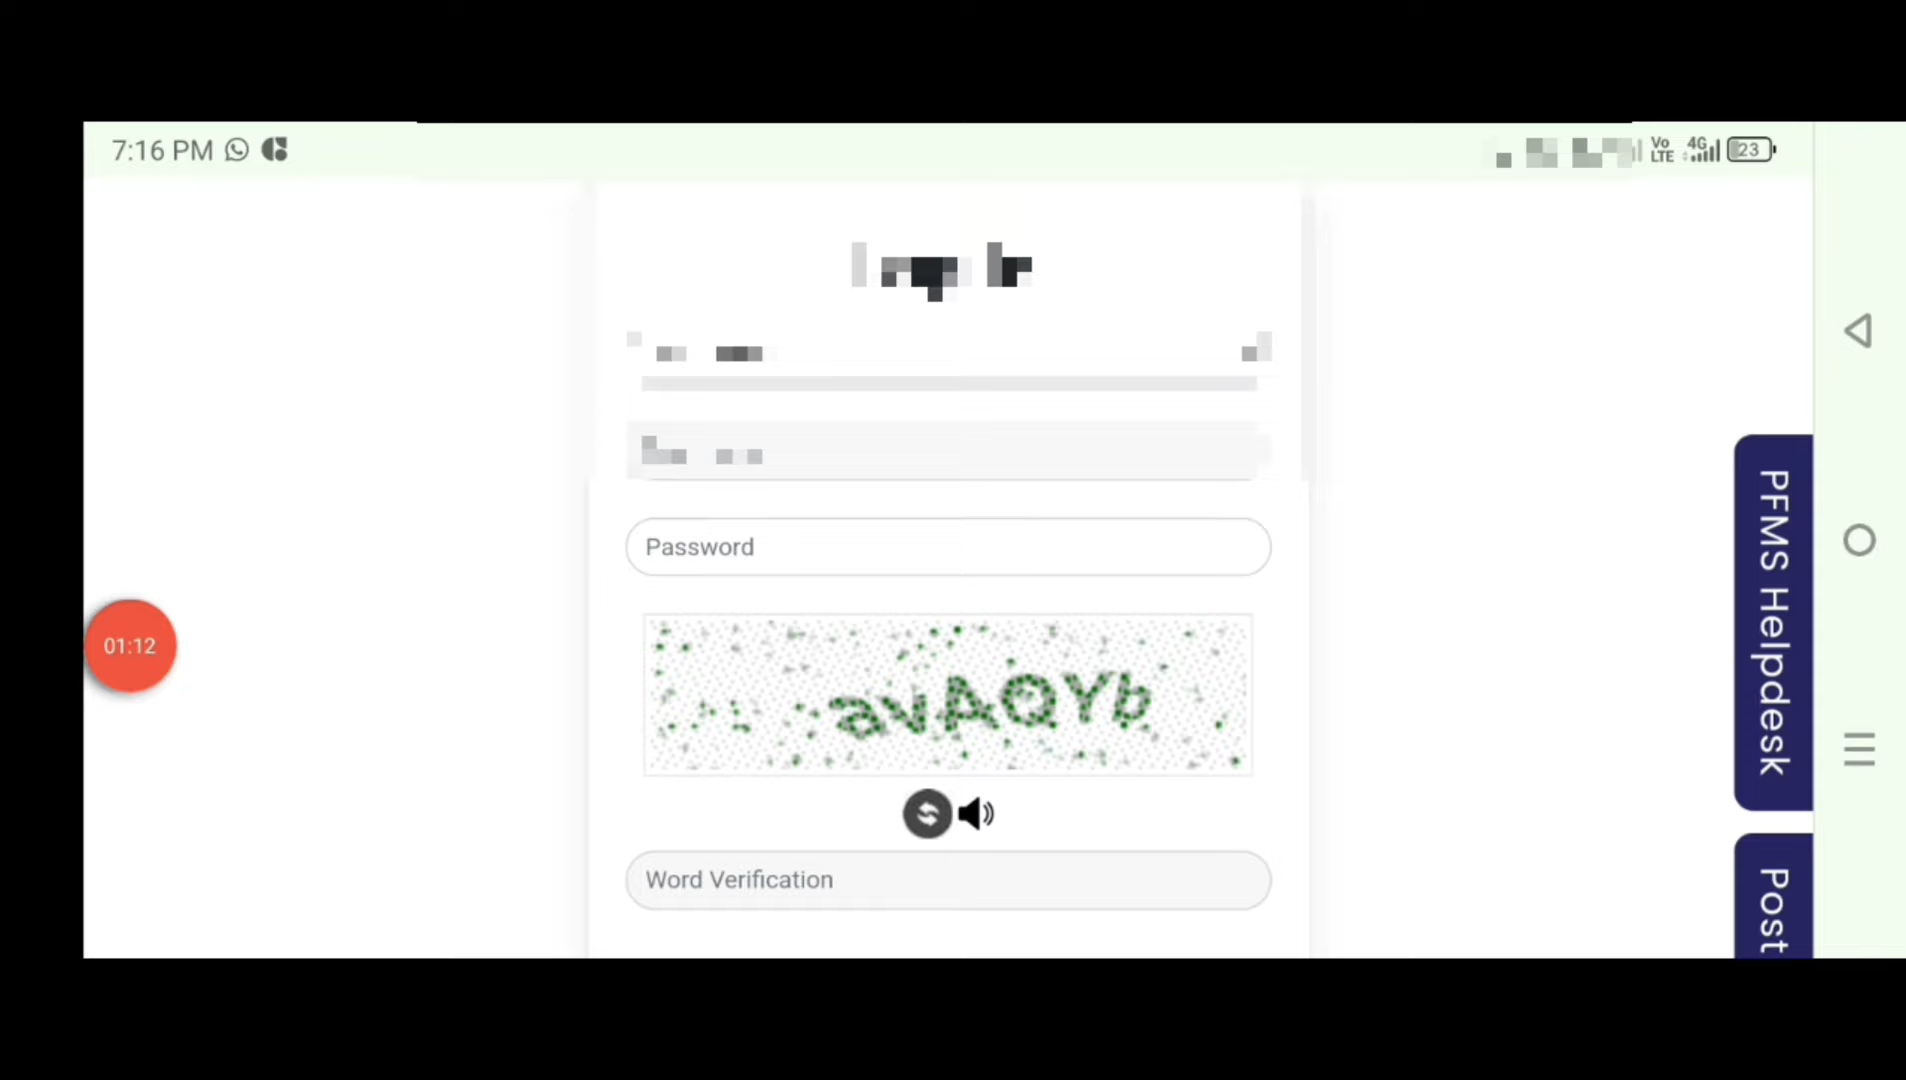 7:16 PM
Vo
LTE
4G
23
Password
01:12
avAQYb
Word Verification
PFMS Helpdesk
Post